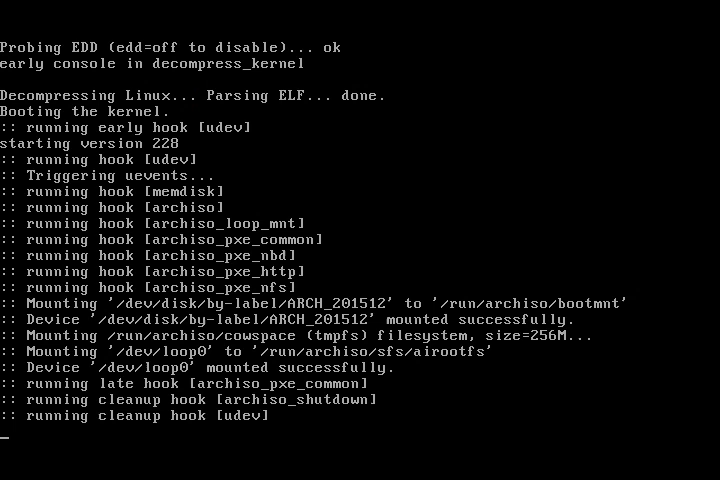 Probing EDD (edd=off to disable)... ok
early console in decompress_kernel
Decompressing Linux... Parsing ELF... done.
Booting the kernel.
:: running early hook [udev]
starting version 228
:: running hook [udev]
:: Triggering uevents...
:: running hook [memdisk]
:: running hook [archiso]
:: running hook [archiso_loop_mnt]
:: running hook [archiso_pxe_common]
:: running hook [archiso_pxe_nbd]
:: running hook [archiso_pxe_http]
:: running hook [archiso_pxe_nfs]
:: Mounting '/dev/disk/by-label/ARCH_201512' to '/run/archiso/bootmnt'
:: Device '/dev/disk/by-label/ARCH_201512' mounted successfully.
:: Mounting /run/archiso/cowspace (tmpfs) filesystem, size=256M...
:: Mounting '/dev/loop0' to '/run/archiso/sfs/airootfs'
:: Device '/dev/loop0' mounted successfully.
:: running late hook [archiso_pxe_common]
:: running cleanup hook [archiso_shutdown]
:: running cleanup hook [udev]